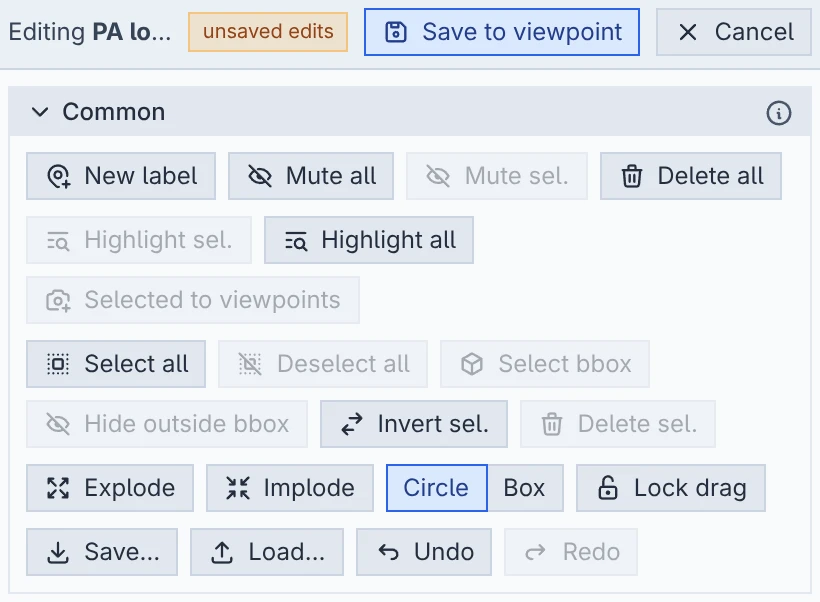 Editing PA lo... unsaved edits Save to viewpoint Cancel
Common
New label Mute all Mute sel. Delete all
Highlight sel. Highlight all
Selected to viewpoints
Select all Deselect all Select bbox
Hide outside bbox Invert sel. Delete sel.
Explode Implode Circle Box Lock drag
Save... Load... Undo Redo